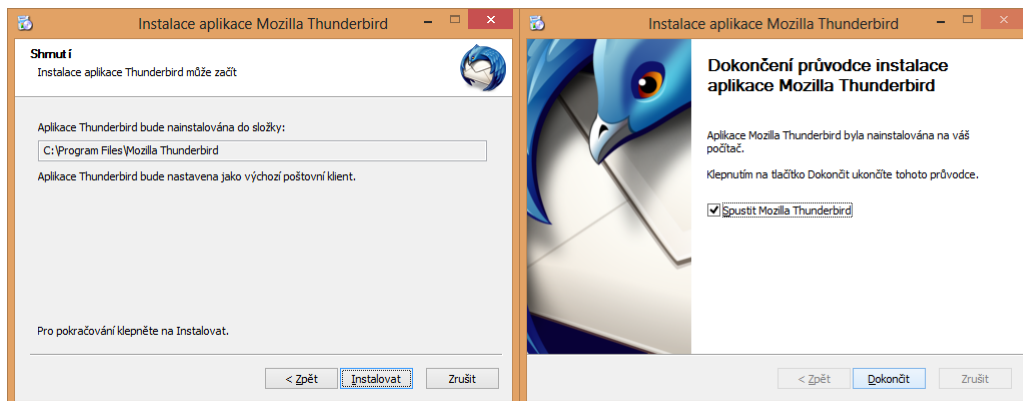 Instalace aplikace Mozilla Thunderbird
Shrnutí
Instalace aplikace Thunderbird může začít
Aplikace Thunderbird bude nainstalována do složky:
C:\Program Files\Mozilla Thunderbird
Aplikace Thunderbird bude nastavena jako výchozí poštovní klient.
Pro pokračování klepněte na Instalovat.
< Zpět
Instalovat
Zrušit
Instalace aplikace Mozilla Thunderbird
Dokončení průvodce instalace
aplikace Mozilla Thunderbird
Aplikace Mozilla Thunderbird byla nainstalována na váš
počítač.
Klepnutím na tlačítko Dokončit ukončíte tohoto průvodce.
Spustit Mozilla Thunderbird
< Zpět
Dokončit
Zrušit